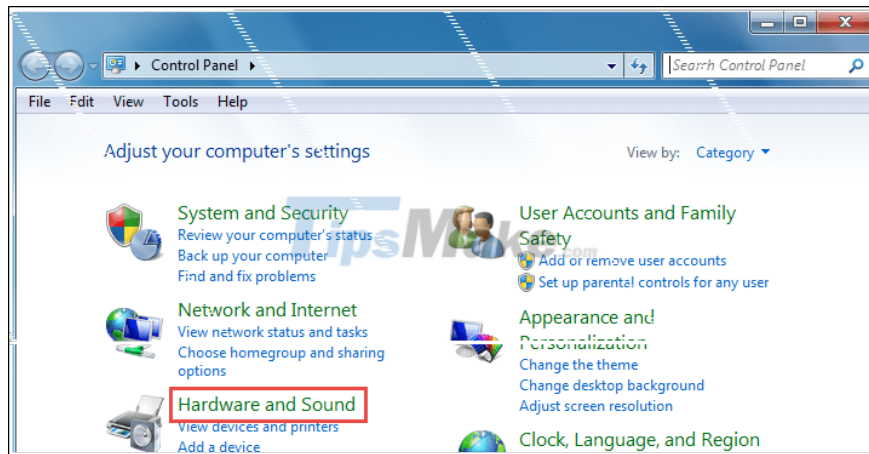 Control Panel
Search Control Panel
File Edit View Tools Help
Adjust your computer's settings
View by: Category
System and Security
Review your computer's status
Back up your computer
Find and fix problems
Network and Internet
View network status and tasks
Choose homegroup and sharing
options
Hardware and Sound
View devices and printers
Add a device
User Accounts and Family
Safety
Add or remove user accounts
Set up parental controls for any user
Appearance and
Personalization
Change the theme
Change desktop background
Adjust screen resolution
Clock, Language, and Region
TipsMake.com